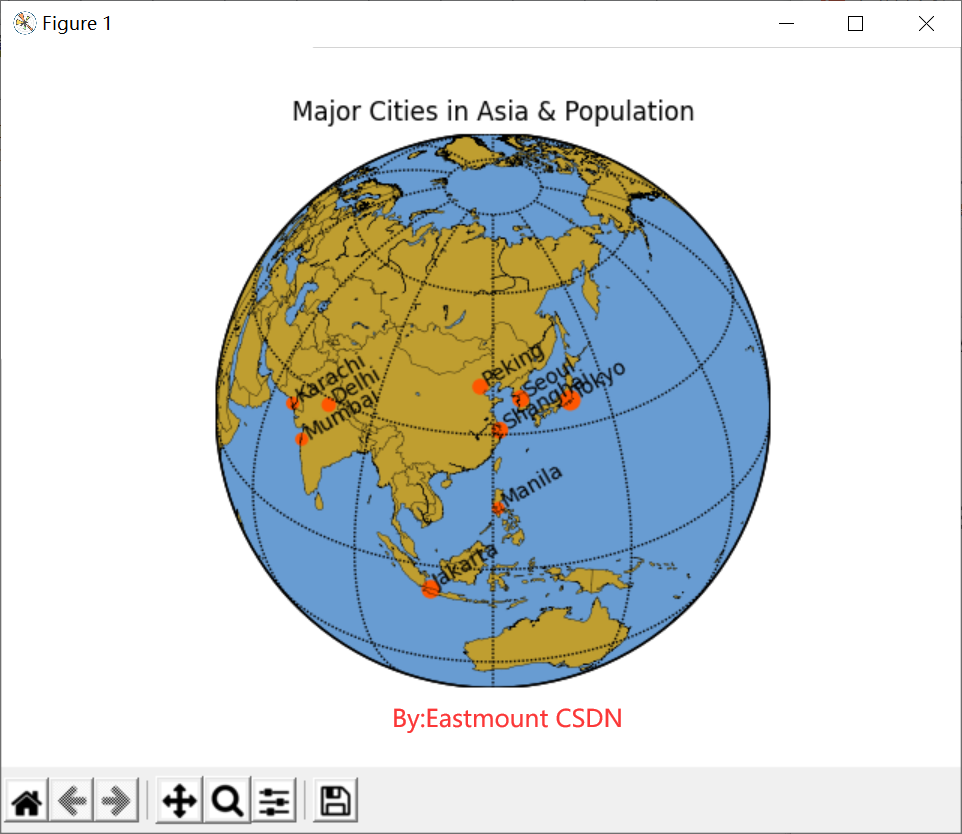 Figure 1
Major Cities in Asia & Population
Peking
Karachi
Delhi
Seoul
Tokyo
Mumbai
Shanghai
Manila
Jakarta
By:Eastmount CSDN